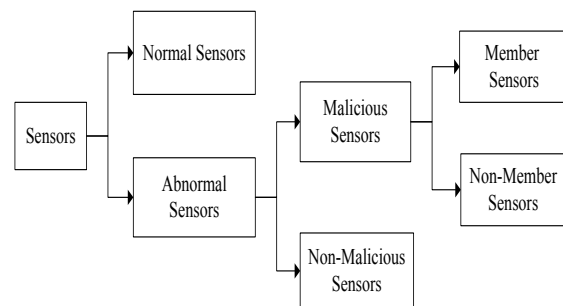 Sensors
Normal Sensors
Abnormal
Sensors
Malicious
Sensors
Non-Malicious
Sensors
Member
Sensors
Non-Member
Sensors